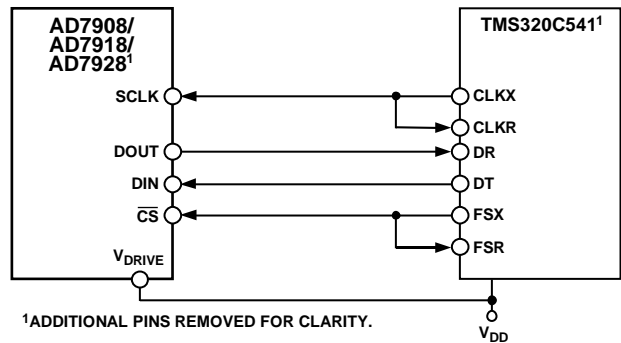 AD7908/
AD7918/
AD7928¹
TMS320C541¹
SCLK
CLKX
CLKR
DOUT
DR
DIN
DT
C̅S̅
FSX
FSR
VDRIVE
¹ADDITIONAL PINS REMOVED FOR CLARITY.
VDD